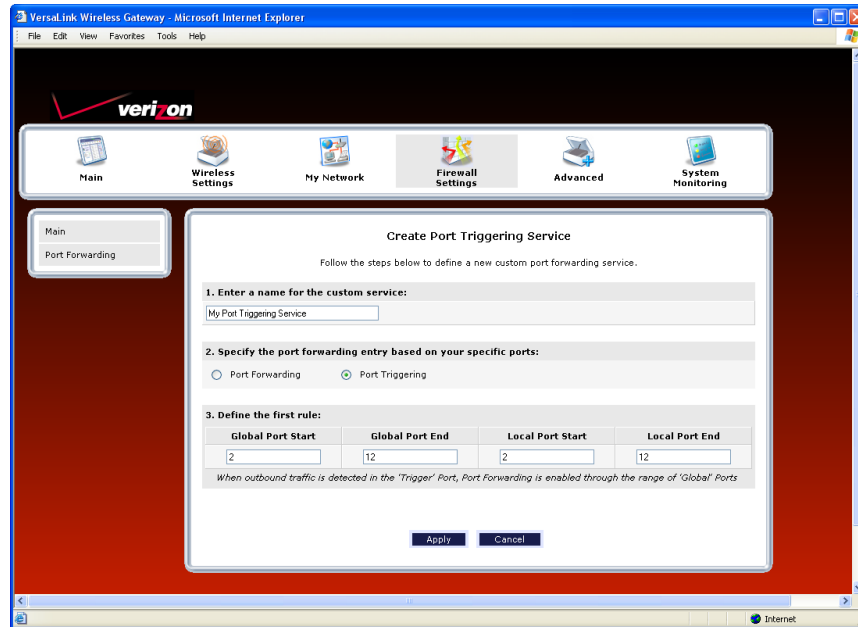 VersaLink Wireless Gateway - Microsoft Internet Explorer
File Edit View Favorites Tools Help
verizon
Main
Wireless Settings
My Network
Firewall Settings
Advanced
System Monitoring
Main
Port Forwarding
Create Port Triggering Service
Follow the steps below to define a new custom port forwarding service.
1. Enter a name for the custom service:
My Port Triggering Service
2. Specify the port forwarding entry based on your specific ports:
Port Forwarding Port Triggering
3. Define the first rule:
Global Port Start Global Port End Local Port Start Local Port End
2 12 2 12
When outbound traffic is detected in the 'Trigger' Port, Port Forwarding is enabled through the range of 'Global' Ports
Apply Cancel
Internet